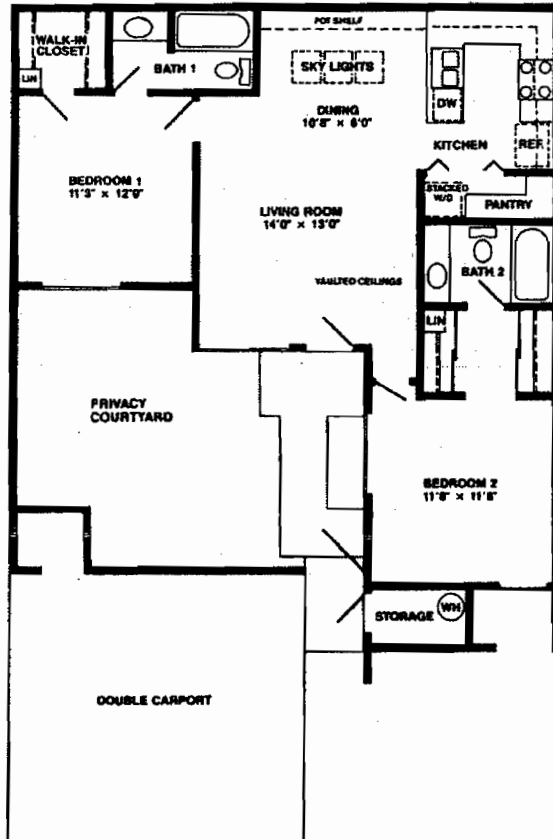 POT SHELF
WALK-IN
CLOSET
LIN
BATH 1
SKY LIGHTS
DINING
10'8" × 8'0"
DW
KITCHEN
REF.
BEDROOM 1
11'3" × 12'9"
STACKED
W/D
PANTRY
LIVING ROOM
14'0" × 13'0"
BATH 2
VAULTED CEILINGS
LIN
PRIVACY
COURTYARD
BEDROOM 2
11'8" × 11'8"
STORAGE
WH
DOUBLE CARPORT